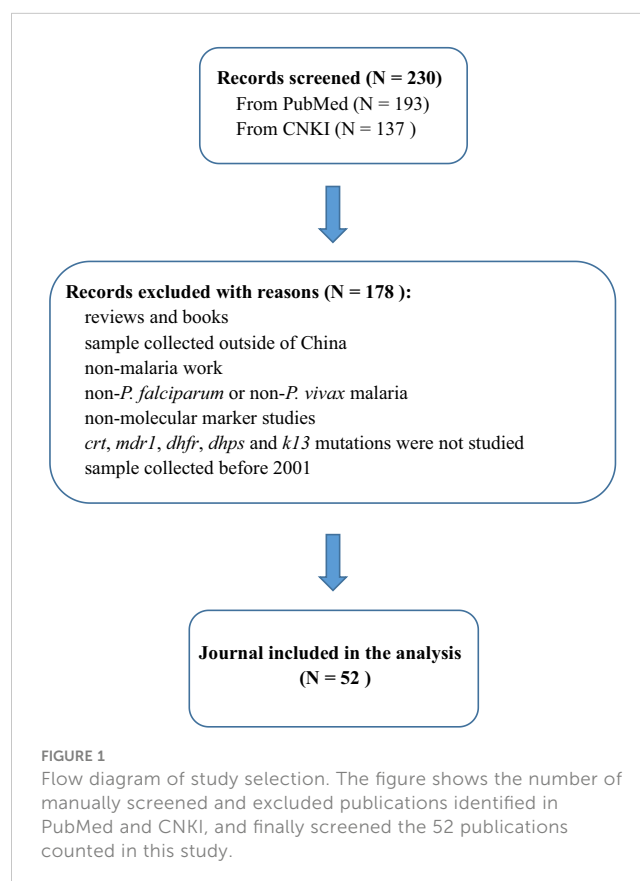 Records screened (N = 230)
From PubMed (N = 193)
From CNKI (N = 137 )
Records excluded with reasons (N = 178 ):
reviews and books
sample collected outside of China
non-malaria work
non-P. falciparum or non-P. vivax malaria
non-molecular marker studies
crt, mdr1, dhfr, dhps and k13 mutations were not studied
sample collected before 2001
Journal included in the analysis
(N = 52 )
FIGURE 1
Flow diagram of study selection. The figure shows the number of
manually screened and excluded publications identified in
PubMed and CNKI, and finally screened the 52 publications
counted in this study.